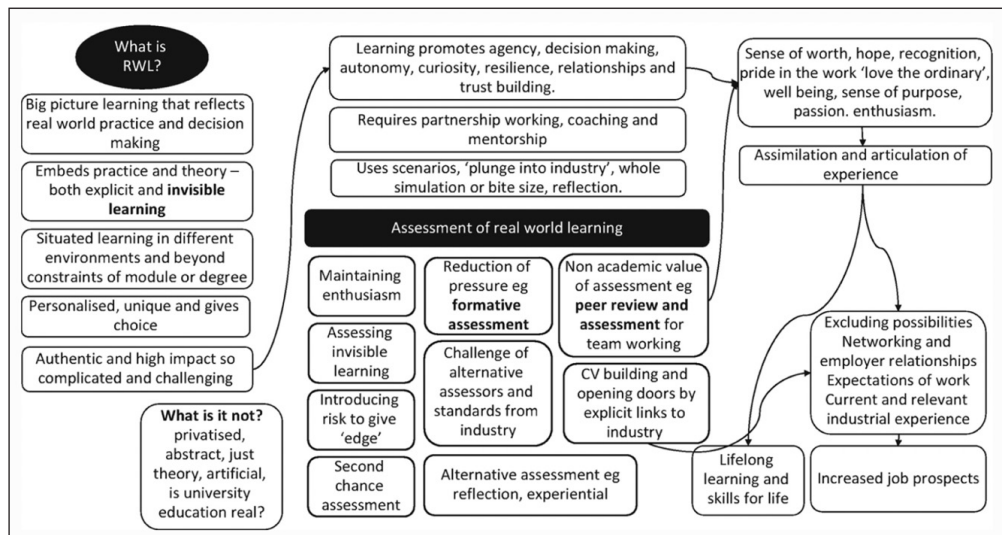 What is
RWL?
Big picture learning that reflects
real world practice and decision
making
Embeds practice and theory –
both explicit and invisible
learning
Situated learning in different
environments and beyond
constraints of module or degree
Personalised, unique and gives
choice
Authentic and high impact so
complicated and challenging
What is it not?
privatised,
abstract, just
theory, artificial,
is university
education real?
Learning promotes agency, decision making,
autonomy, curiosity, resilience, relationships and
trust building.
Requires partnership working, coaching and
mentorship
Uses scenarios, ‘plunge into industry’, whole
simulation or bite size, reflection.
Assessment of real world learning
Maintaining
enthusiasm
Assessing
invisible
learning
Introducing
risk to give
‘edge’
Second
chance
assessment
Reduction of
pressure eg
formative
assessment
Challenge of
alternative
assessors and
standards from
industry
Non academic value
of assessment eg
peer review and
assessment for
team working
CV building and
opening doors by
explicit links to
industry
Alternative assessment eg
reflection, experiential
Sense of worth, hope, recognition,
pride in the work ‘love the ordinary’,
well being, sense of purpose,
passion. enthusiasm.
Assimilation and articulation of
experience
Excluding possibilities
Networking and
employer relationships
Expectations of work
Current and relevant
industrial experience
Lifelong
learning and
skills for life
Increased job prospects